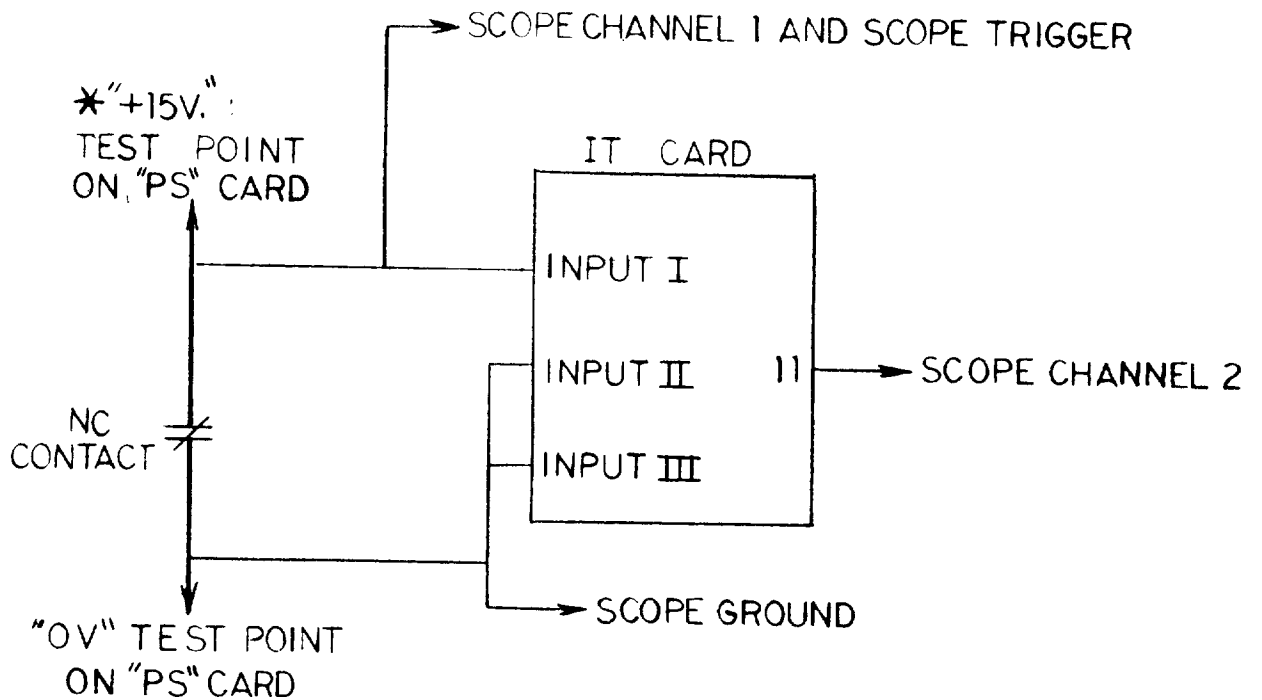 SCOPE CHANNEL 1 AND SCOPE TRIGGER
*"+15V.":
TEST POINT
ON "PS" CARD
IT CARD
INPUT I
INPUT II
11
SCOPE CHANNEL 2
NC
CONTACT
INPUT III
SCOPE GROUND
"OV" TEST POINT
ON "PS" CARD